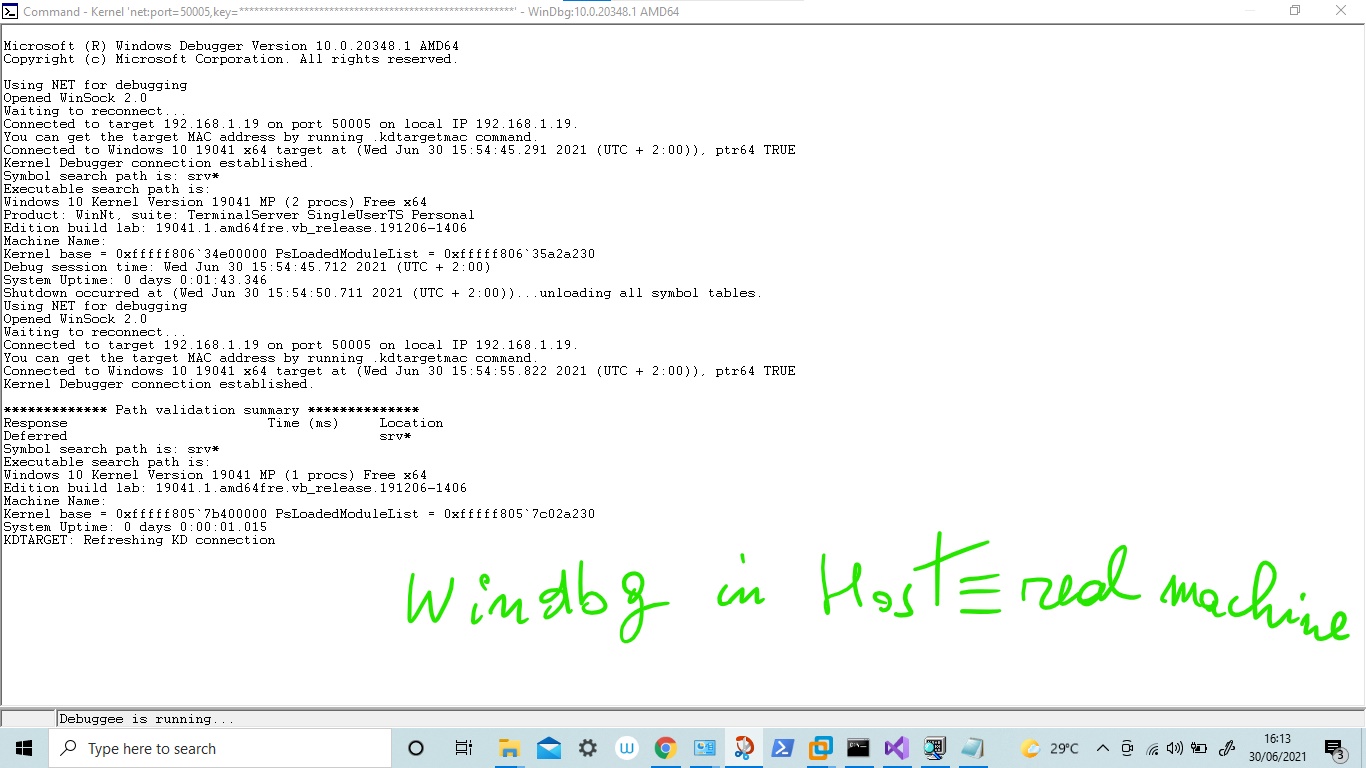 Command - Kernel 'net:port=50005,key=****************************************************' - WinDbg:10.0.20348.1 AMD64
Microsoft (R) Windows Debugger Version 10.0.20348.1 AMD64
Copyright (c) Microsoft Corporation. All rights reserved.
Using NET for debugging
Opened WinSock 2.0
Waiting to reconnect...
Connected to target 192.168.1.19 on port 50005 on local IP 192.168.1.19.
You can get the target MAC address by running .kdtargetmac command.
Connected to Windows 10 19041 x64 target at (Wed Jun 30 15:54:45.291 2021 (UTC + 2:00)), ptr64 TRUE
Kernel Debugger connection established.
Symbol search path is: srv*
Executable search path is:
Windows 10 Kernel Version 19041 MP (2 procs) Free x64
Product: WinNt, suite: TerminalServer SingleUserTS Personal
Edition build lab: 19041.1.amd64fre.vb_release.191206-1406
Machine Name:
Kernel base = 0xfffff806`34e00000 PsLoadedModuleList = 0xfffff806`35a2a230
Debug session time: Wed Jun 30 15:54:45.712 2021 (UTC + 2:00)
System Uptime: 0 days 0:01:43.346
Shutdown occurred at (Wed Jun 30 15:54:50.711 2021 (UTC + 2:00))...unloading all symbol tables.
Using NET for debugging
Opened WinSock 2.0
Waiting to reconnect...
Connected to target 192.168.1.19 on port 50005 on local IP 192.168.1.19.
You can get the target MAC address by running .kdtargetmac command.
Connected to Windows 10 19041 x64 target at (Wed Jun 30 15:54:55.822 2021 (UTC + 2:00)), ptr64 TRUE
Kernel Debugger connection established.
************* Path validation summary **************
Response Time (ms) Location
Deferred srv*
Symbol search path is: srv*
Executable search path is:
Windows 10 Kernel Version 19041 MP (1 procs) Free x64
Edition build lab: 19041.1.amd64fre.vb_release.191206-1406
Machine Name:
Kernel base = 0xfffff805`7b400000 PsLoadedModuleList = 0xfffff805`7c02a230
System Uptime: 0 days 0:00:01.015
KDTARGET: Refreshing KD connection
Windbg in Host ≡ real machine
Debuggee is running...
Type here to search
29°C
16:13
30/06/2021
3